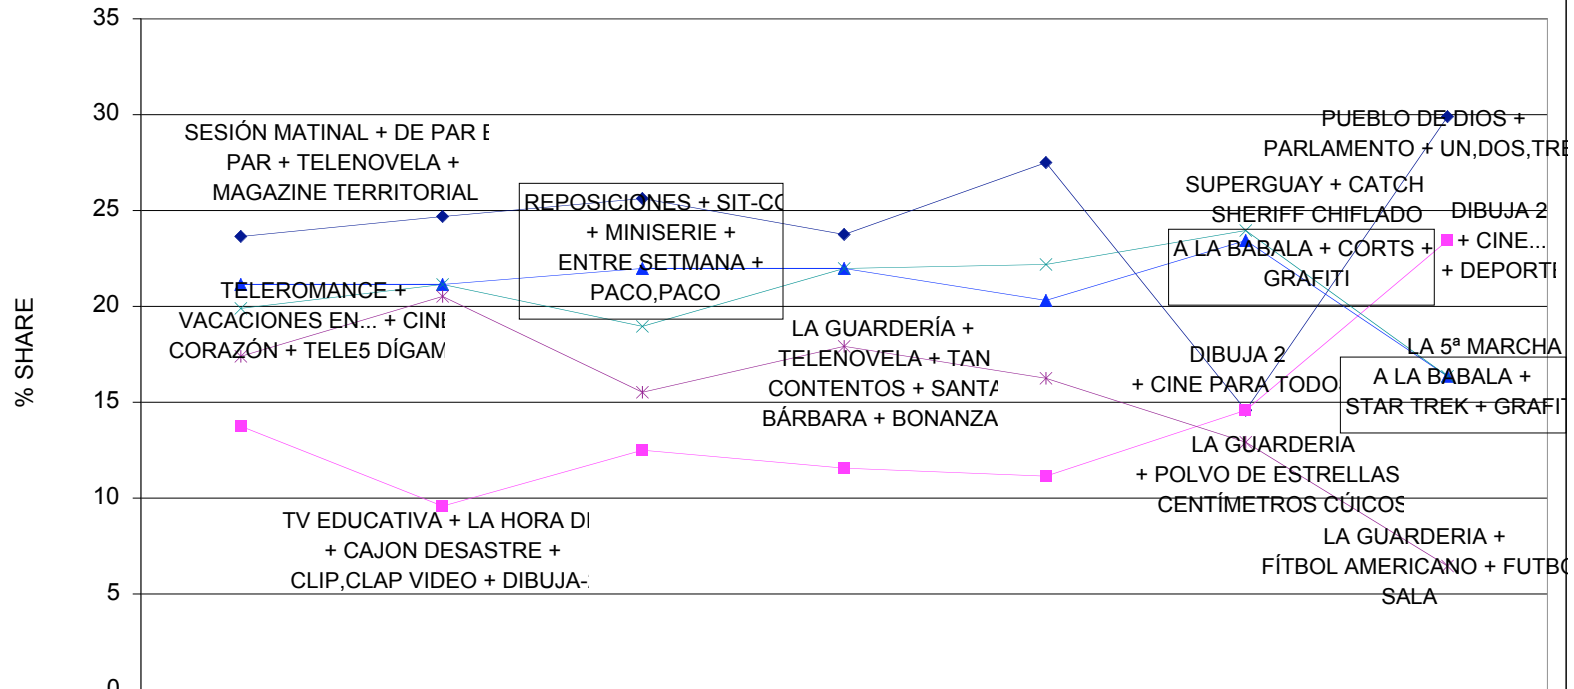 35
30
25
20
15
10
5
0
% SHARE
SESIÓN MATINAL + DE PAR E
PAR + TELENOVELA +
MAGAZINE TERRITORIAL
REPOSICIONES + SIT-CO
+ MINISERIE +
ENTRE SETMANA +
PACO,PACO
TELEROMANCE +
VACACIONES EN... + CINE
CORAZÓN + TELE5 DÍGAM
LA GUARDERÍA +
TELENOVELA + TAN
CONTENTOS + SANTA
BÁRBARA + BONANZA
TV EDUCATIVA + LA HORA DE
+ CAJON DESASTRE +
CLIP,CLAP VIDEO + DIBUJA-2
PUEBLO DE DIOS +
PARLAMENTO + UN,DOS,TRE
SUPERGUAY + CATCH
SHERIFF CHIFLADO
A LA BABALA + CORTS +
GRAFITI
DIBUJA 2
+ CINE...
+ DEPORTE
DIBUJA 2
+ CINE PARA TODOS
LA 5ª MARCHA
A LA BABALA +
STAR TREK + GRAFIT
LA GUARDERIA
+ POLVO DE ESTRELLAS
CENTÍMETROS CÚICOS
LA GUARDERIA +
FÍTBOL AMERICANO + FUTBO
SALA